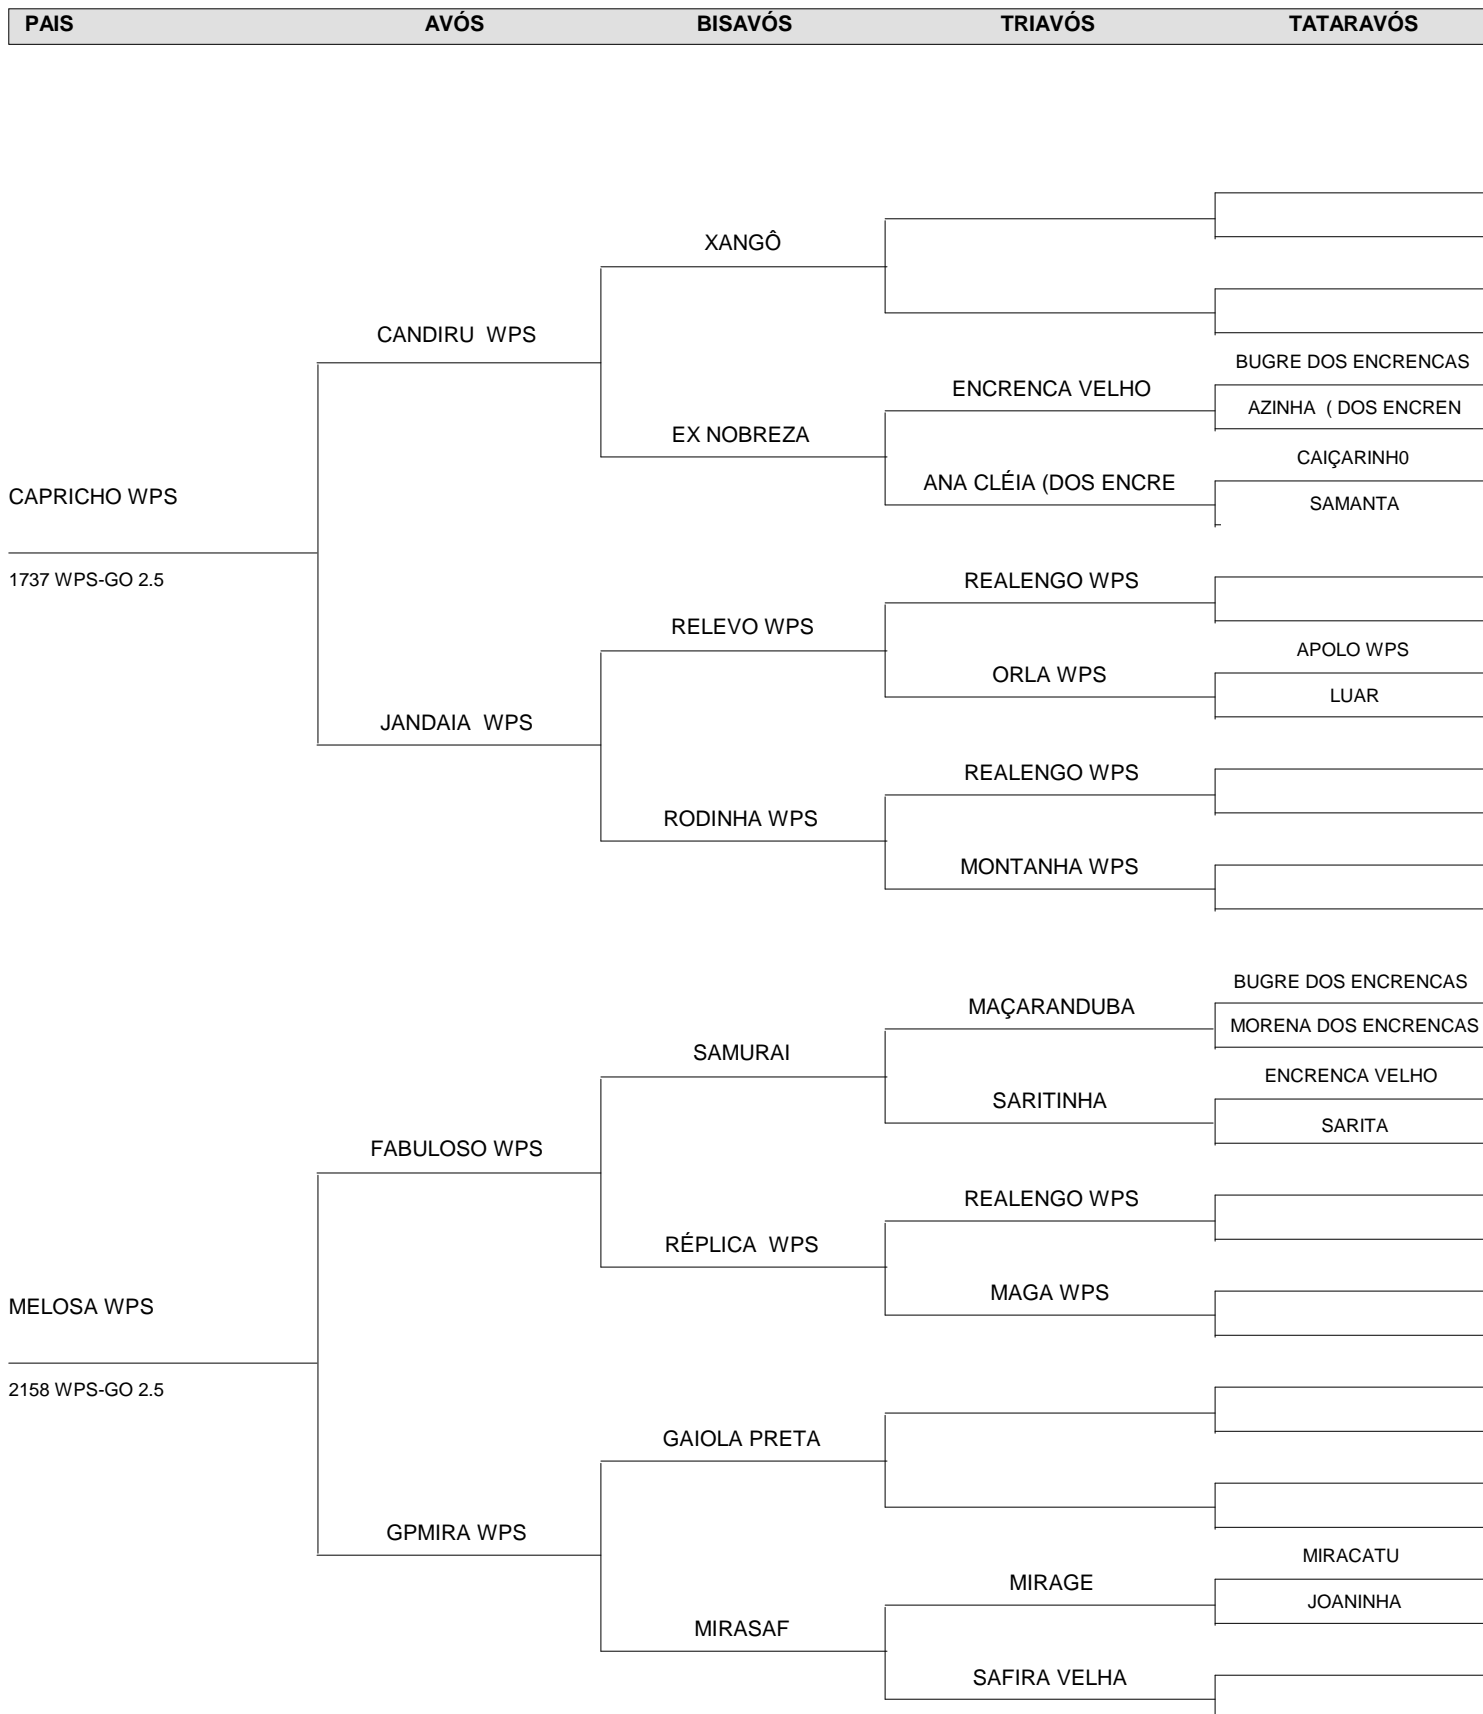 PAIS AVÓS BISAVÓS TRIAVÓS TATARAVÓS
XANGÔ
CANDIRU WPS
BUGRE DOS ENCRENCAS
ENCRENCA VELHO
AZINHA ( DOS ENCREN
EX NOBREZA
CAIÇARINH0
ANA CLÉIA (DOS ENCRE
CAPRICHO WPS
SAMANTA
1737 WPS-GO 2.5
REALENGO WPS
RELEVO WPS
APOLO WPS
ORLA WPS
LUAR
JANDAIA WPS
REALENGO WPS
RODINHA WPS
MONTANHA WPS
BUGRE DOS ENCRENCAS
MAÇARANDUBA
MORENA DOS ENCRENCAS
SAMURAI
ENCRENCA VELHO
SARITINHA
SARITA
FABULOSO WPS
REALENGO WPS
RÉPLICA WPS
MAGA WPS
MELOSA WPS
2158 WPS-GO 2.5
GAIOLA PRETA
GPMIRA WPS
MIRACATU
MIRAGE
JOANINHA
MIRASAF
SAFIRA VELHA